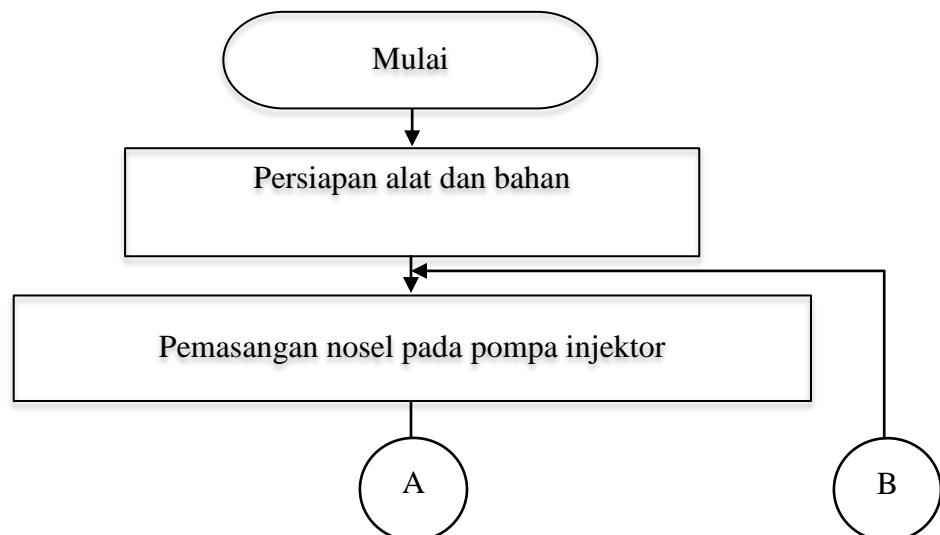 Mulai
Persiapan alat dan bahan
Pemasangan nosel pada pompa injektor
A
B